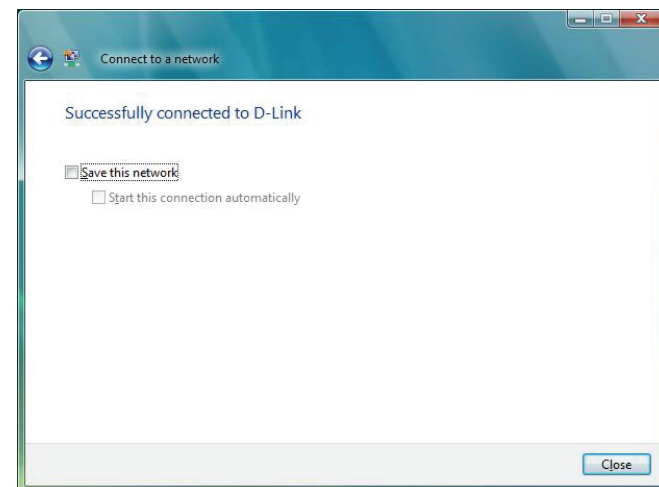 Connect to a network
Successfully connected to D-Link
Save this network
Start this connection automatically
Close